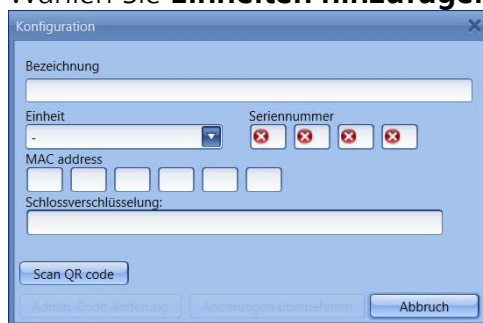 Wählen Sie Einheiten hinzufügen
Konfiguration
Bezeichnung
Einheit Seriennummer
-
MAC address
Schlossverschlüsselung:
Scan QR code
Admin. Code Änderung Änderungen übernehmen Abbruch